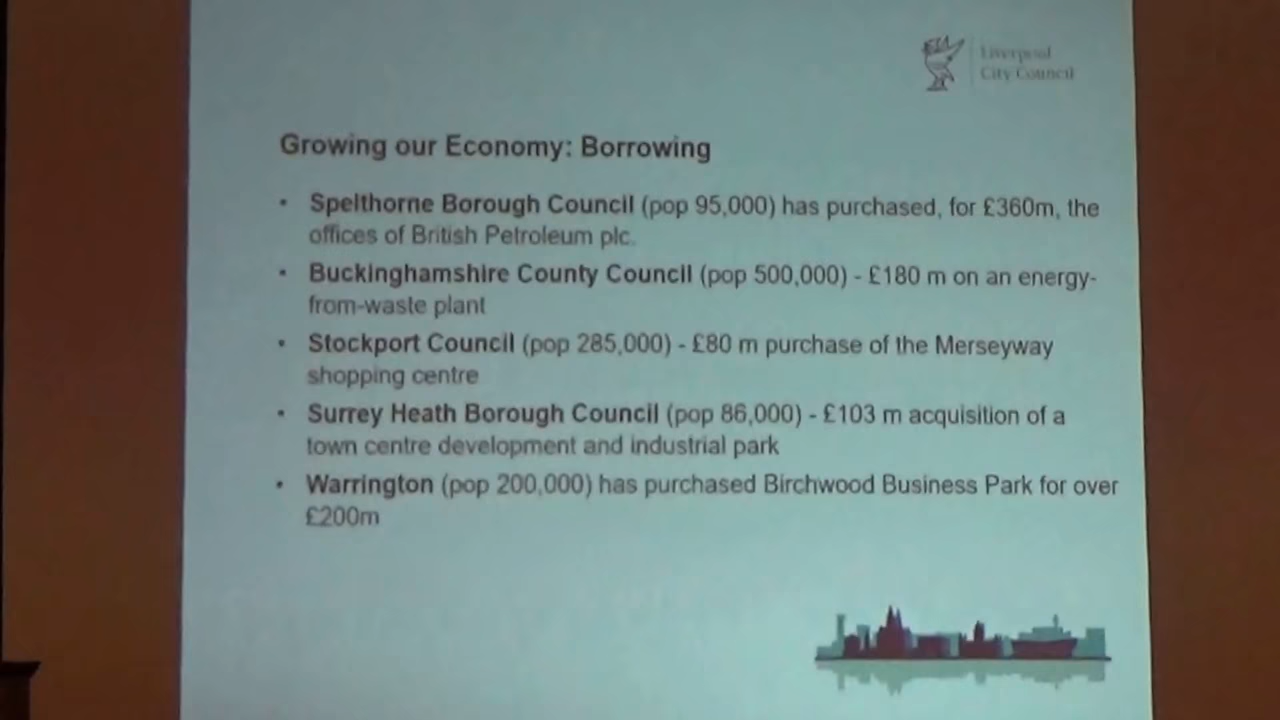 Liverpool
City Council
Growing our Economy: Borrowing
• Spelthorne Borough Council (pop 95,000) has purchased, for £360m, the
offices of British Petroleum plc.
• Buckinghamshire County Council (pop 500,000) - £180 m on an energy-
from-waste plant
• Stockport Council (pop 285,000) - £80 m purchase of the Merseyway
shopping centre
• Surrey Heath Borough Council (pop 86,000) - £103 m acquisition of a
town centre development and industrial park
• Warrington (pop 200,000) has purchased Birchwood Business Park for over
£200m